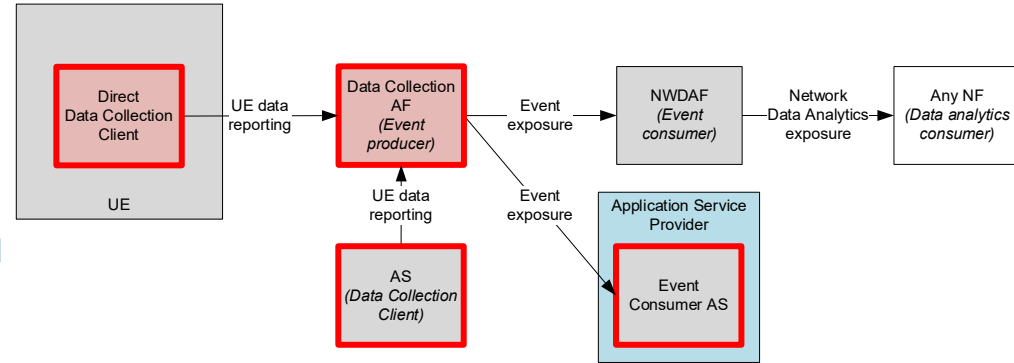 Direct
Data Collection
Client
UE
UE data
reporting
Data Collection
AF
(Event
producer)
Event
exposure
NWDAF
(Event
consumer)
Network
Data Analytics
exposure
Any NF
(Data analytics
consumer)
UE data
reporting
Event
exposure
AS
(Data Collection
Client)
Application Service
Provider
Event
Consumer AS